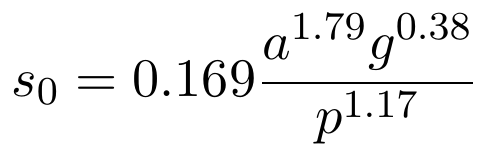 s_0 = 0.169 \frac{a^{1.79} g^{0.38}}{p^{1.17}}